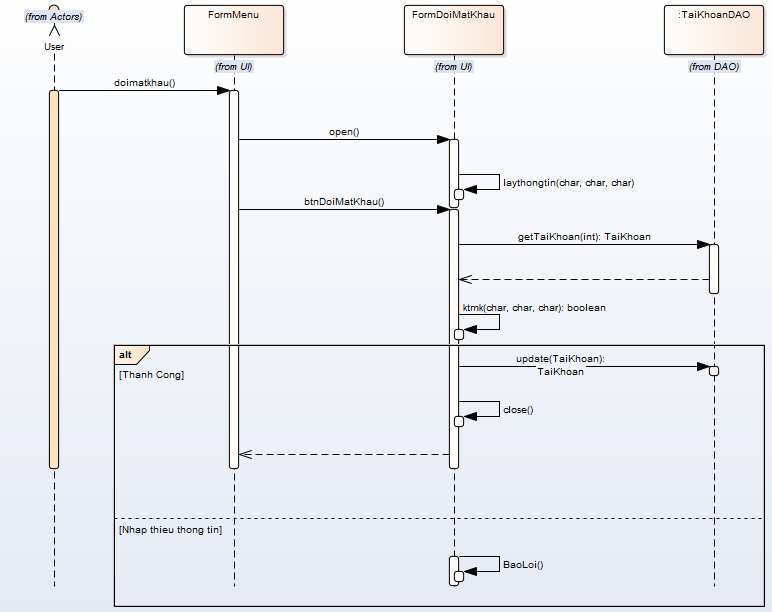 (from Actors)
User
FormMenu
(from UI)
FormDoiMatKhau
(from UI)
:TaiKhoanDAO
(from DAO)
doimatkhau()
open()
laythongtin(char, char, char)
btnDoiMatKhau()
getTaiKhoan(int): TaiKhoan
ktmk(char, char, char): boolean
alt
[Thanh Cong]
update(TaiKhoan):
TaiKhoan
close()
[Nhap thieu thong tin]
BaoLoi()